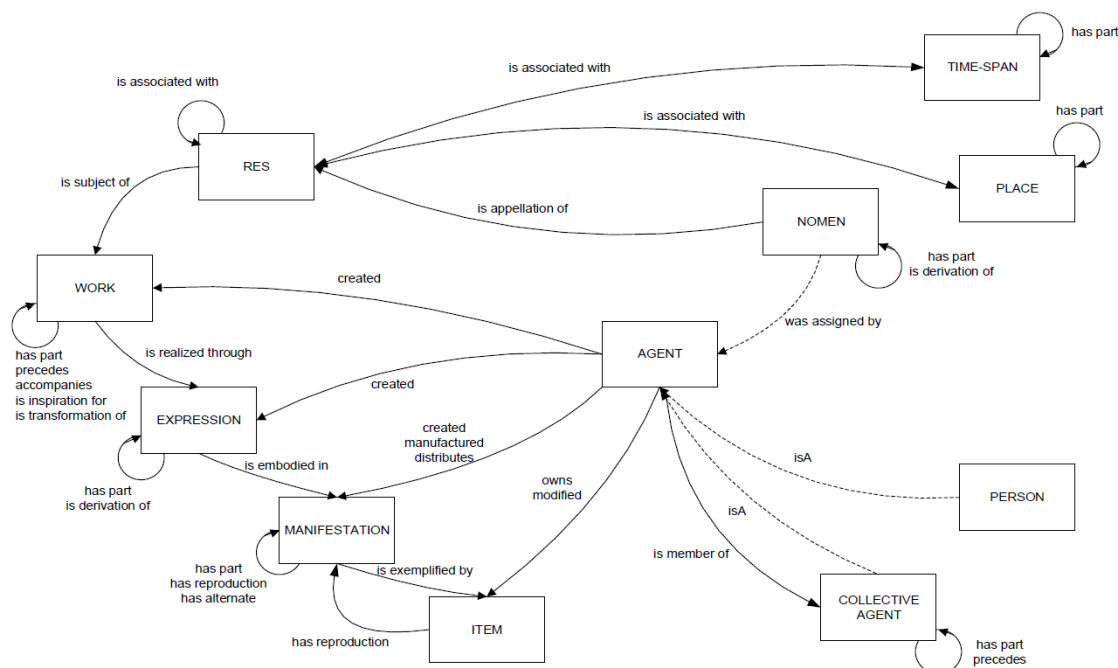 has part
TIME-SPAN
is associated with
is associated with
has part
is associated with
RES
PLACE
is subject of
is appellation of
NOMEN
has part
is derivation of
WORK
created
was assigned by
AGENT
has part
precedes
accompanies
is inspiration for
is transformation of
is realized through
created
EXPRESSION
created
manufactured
distributes
is embodied in
has part
is derivation of
owns
modified
isA
PERSON
isA
MANIFESTATION
is member of
has part
has reproduction
has alternate
is exemplified by
COLLECTIVE
AGENT
ITEM
has reproduction
has part
precedes